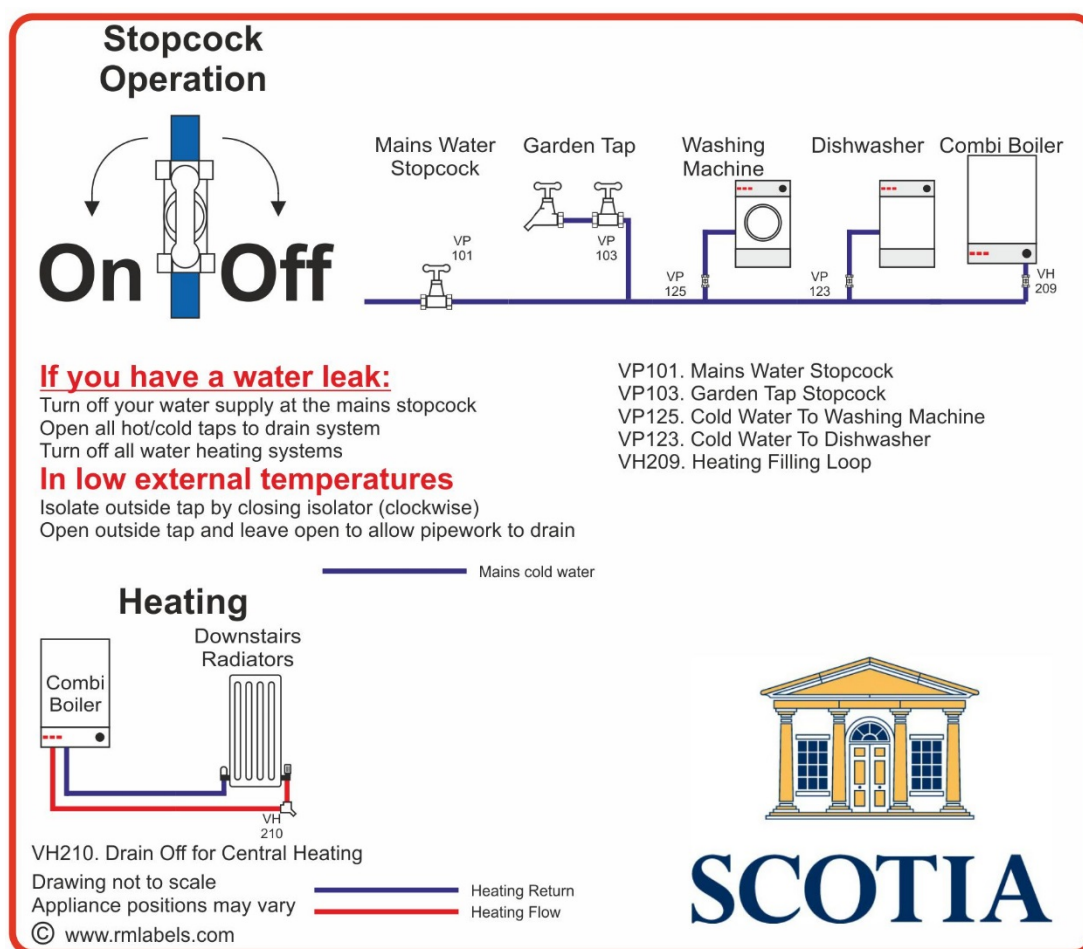 Stopcock
Operation
On Off
Mains Water
Stopcock
Garden Tap
Washing
Machine
Dishwasher
Combi Boiler
VP
101
VP
103
VP
125
VP
123
VH
209
If you have a water leak:
Turn off your water supply at the mains stopcock
Open all hot/cold taps to drain system
Turn off all water heating systems
In low external temperatures
Isolate outside tap by closing isolator (clockwise)
Open outside tap and leave open to allow pipework to drain
VP101. Mains Water Stopcock
VP103. Garden Tap Stopcock
VP125. Cold Water To Washing Machine
VP123. Cold Water To Dishwasher
VH209. Heating Filling Loop
Mains cold water
Heating
Combi
Boiler
Downstairs
Radiators
VH
210
VH210. Drain Off for Central Heating
Drawing not to scale
Appliance positions may vary
Heating Return
Heating Flow
© www.rmlabels.com
SCOTIA